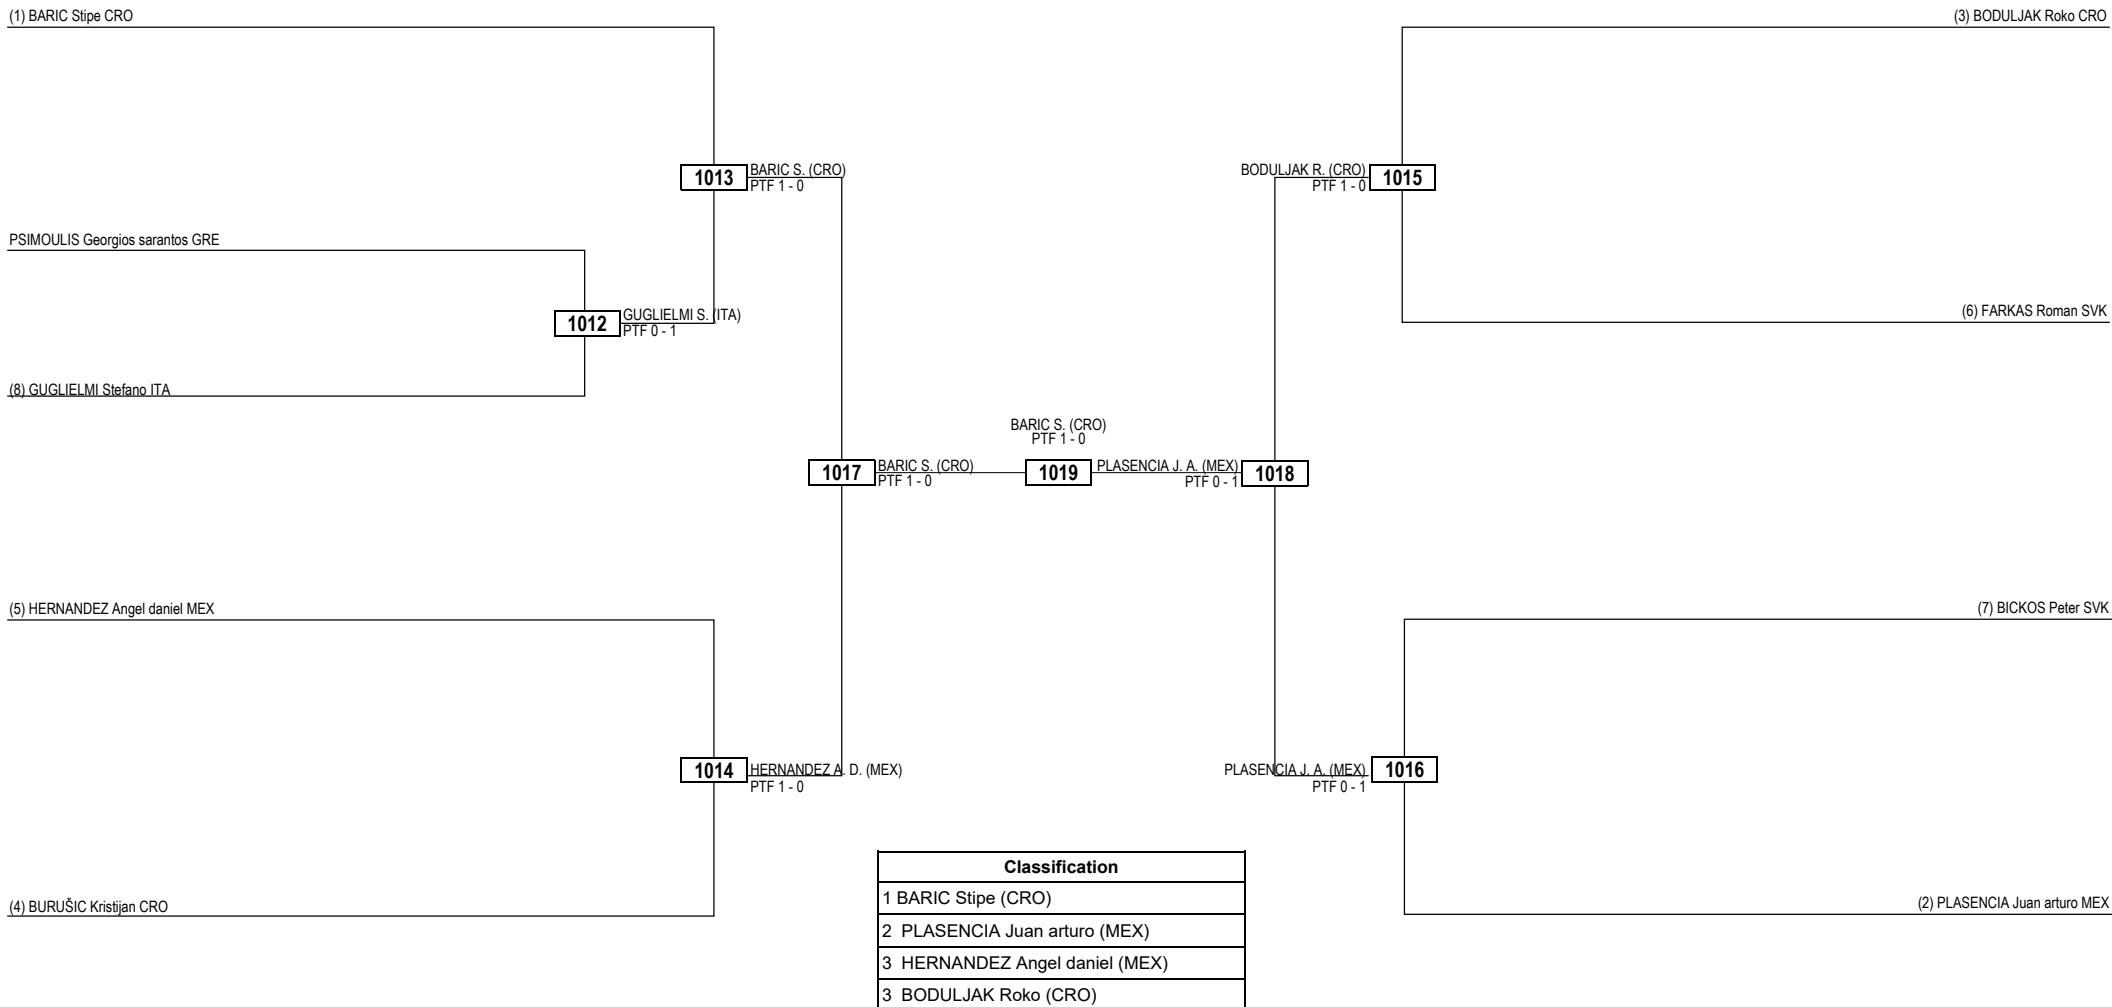 (1) BARIC Stipe CRO
(3) BODULJAK Roko CRO
1013
BARIC S. (CRO)
PTF 1 - 0
BODULJAK R. (CRO)
PTF 1 - 0
1015
PSIMOULIS Georgios sarantos GRE
1012
GUGLIELMI S. (ITA)
PTF 0 - 1
(6) FARKAS Roman SVK
(8) GUGLIELMI Stefano ITA
BARIC S. (CRO)
PTF 1 - 0
1017
BARIC S. (CRO)
PTF 1 - 0
1019
PLASENCIA J. A. (MEX)
PTF 0 - 1
1018
(5) HERNANDEZ Angel daniel MEX
(7) BICKOS Peter SVK
1014
HERNANDEZ A. D. (MEX)
PTF 1 - 0
PLASENCIA J. A. (MEX)
PTF 0 - 1
1016
(4) BURUŠIC Kristijan CRO
(2) PLASENCIA Juan arturo MEX
Classification
1 BARIC Stipe (CRO)
2 PLASENCIA Juan arturo (MEX)
3 HERNANDEZ Angel daniel (MEX)
3 BODULJAK Roko (CRO)